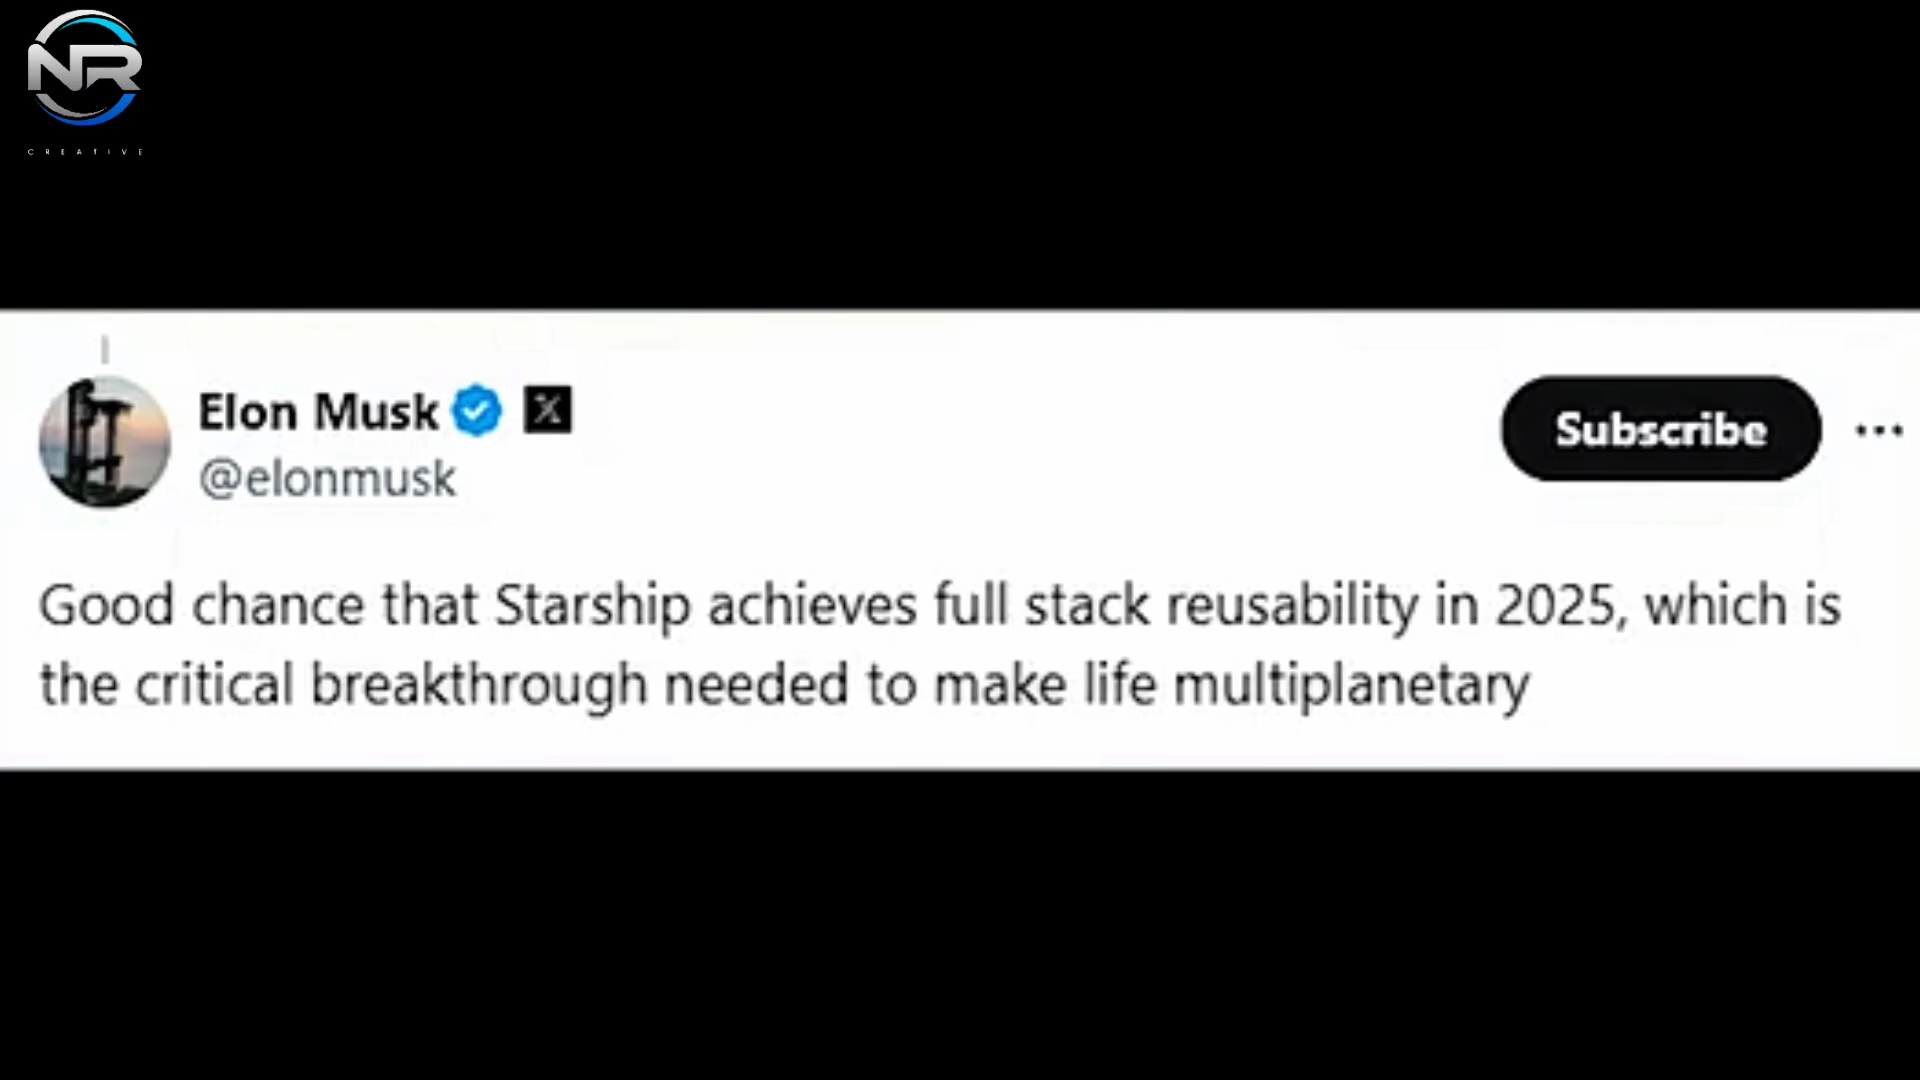 NR
CREATIVE
Elon Musk
@elonmusk
Subscribe
Good chance that Starship achieves full stack reusability in 2025, which is
the critical breakthrough needed to make life multiplanetary